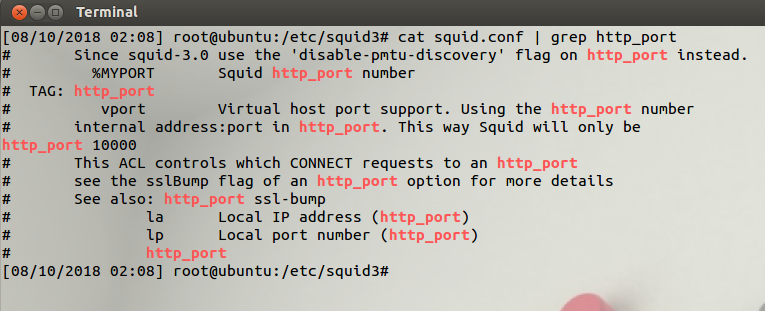 Terminal
[08/10/2018 02:08] root@ubuntu:/etc/squid3# cat squid.conf | grep http_port
#       Since squid-3.0 use the 'disable-pmtu-discovery' flag on http_port instead.
#         %MYPORT       Squid http_port number
#  TAG: http_port
#          vport        Virtual host port support. Using the http_port number
#       internal address:port in http_port. This way Squid will only be
http_port 10000
#       This ACL controls which CONNECT requests to an http_port
#       see the sslBump flag of an http_port option for more details
#       See also: http_port ssl-bump
#               la      Local IP address (http_port)
#               lp      Local port number (http_port)
#               http_port
[08/10/2018 02:08] root@ubuntu:/etc/squid3#